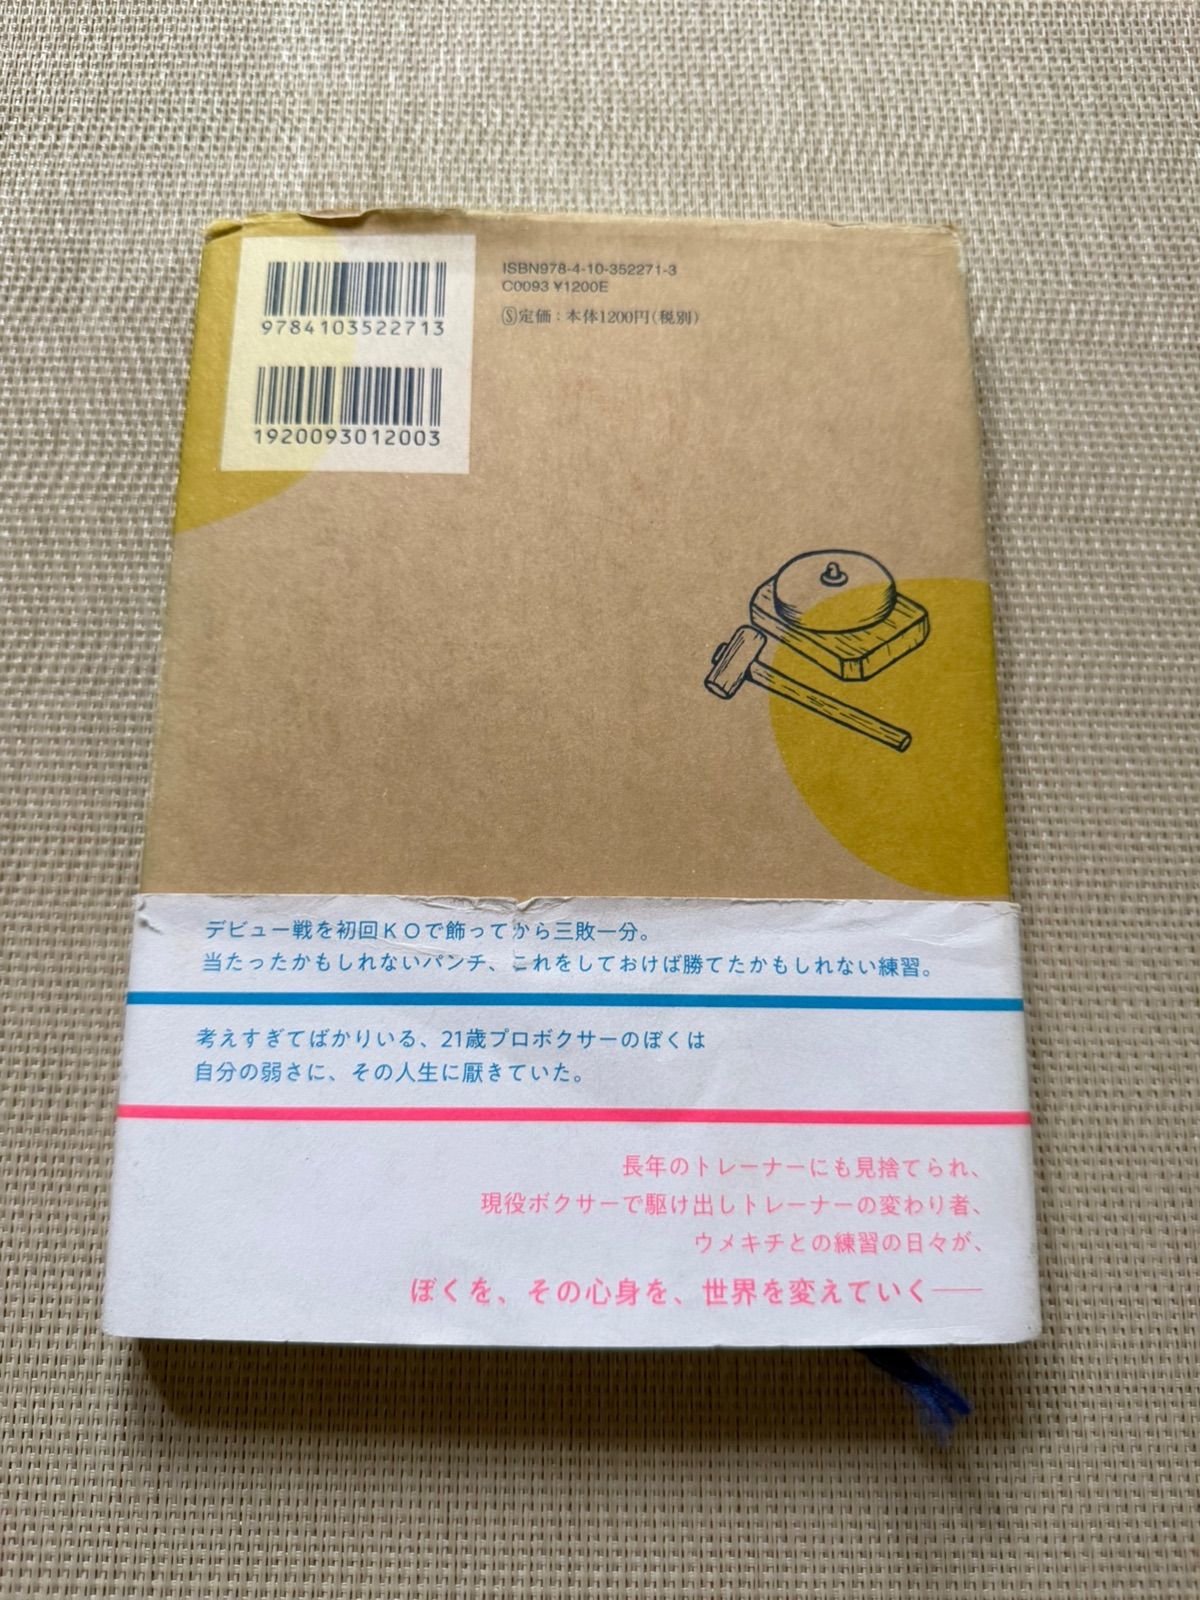 9784103522713
1920093012003
ISBN978-4-10-352271-3
C0093 ¥1200E
Ⓢ定価：本体1200円(税別)
デビュー戦を初回KOで飾ってから三敗一分。
当たったかもしれないパンチ、これをしておけば勝てたかもしれない練習。
考えすぎてばかりいる、21歳プロボクサーのぼくは
自分の弱さに、その人生に厭きていた。
長年のトレーナーにも見捨てられ、
現役ボクサーで駆け出しトレーナーの変わり者、
ウメキチとの練習の日々が、
ぼくを、その心身を、世界を変えていく――